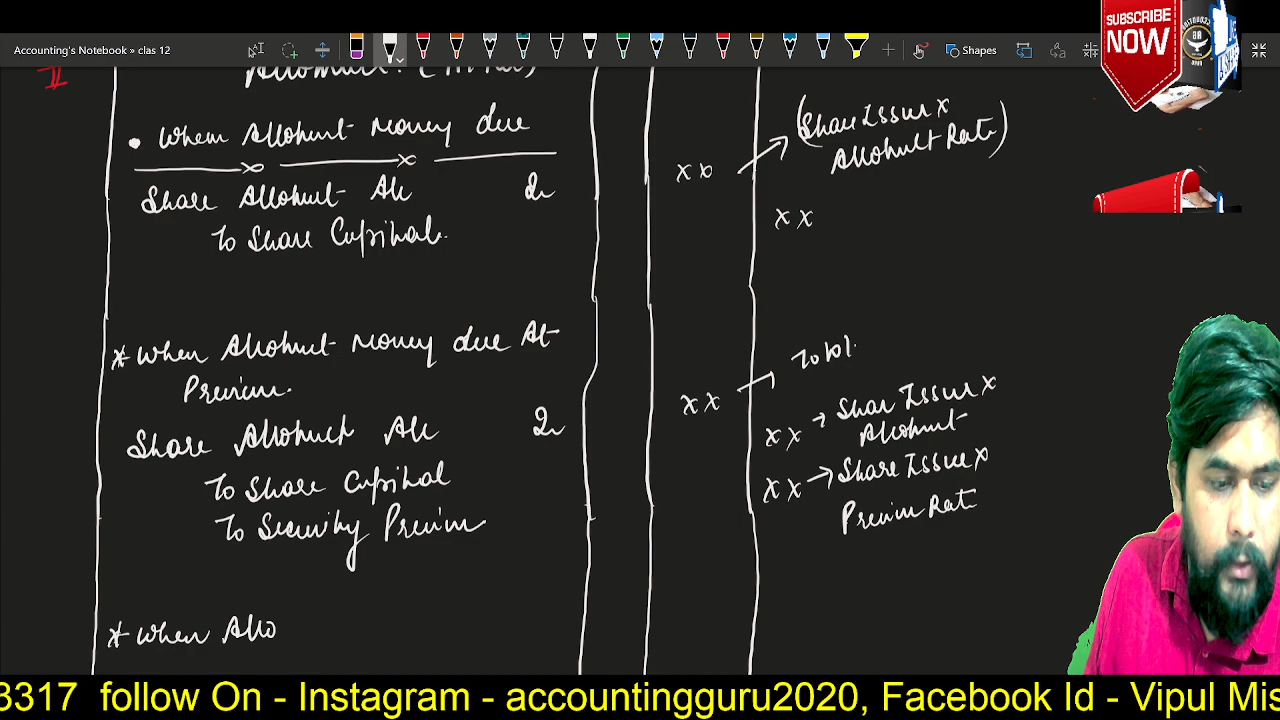 SUBSCRIBE
NOW
Accounting's Notebook » clas 12
Shapes
II
• When Allotment Money due
Share Allotment A/c Dr
To Share Capital
xx
(Share Issue x
Allotment Rate)
xx
* When Allotment Money due At
Premium.
Share Allotment A/c Dr
To Share Capital
To Security Premium
xx
Total
xx → Share Issue x
Allotment
xx → Share Issue x
Premium Rate
* When Allo
3317 follow On - Instagram - accountingguru2020, Facebook Id - Vipul Mis